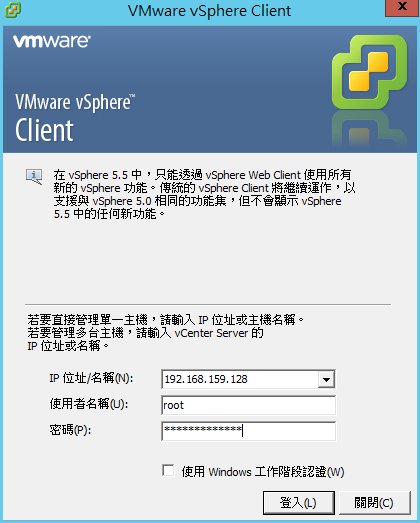 VMware vSphere Client
x
vmware®
VMware vSphere™
Client
在 vSphere 5.5 中，只能透過 vSphere Web Client 使用所有
新的 vSphere 功能。傳統的 vSphere Client 將繼續運作，以
支援與 vSphere 5.0 相同的功能集，但不會顯示 vSphere
5.5 中的任何新功能。
若要直接管理單一主機，請輸入 IP 位址或主機名稱。
若要管理多台主機，請輸入 vCenter Server 的
IP 位址或名稱。
IP 位址/名稱(N): 192.168.159.128
使用者名稱(U): root
密碼(P): *************
使用 Windows 工作階段認證(W)
登入(L) 關閉(C)